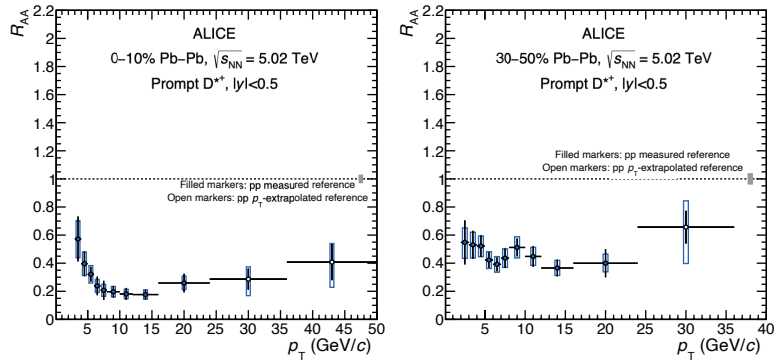 R_AA
2.2
2
1.8
1.6
1.4
1.2
1
0.8
0.6
0.4
0.2
0
ALICE
0–10% Pb–Pb, √s_NN = 5.02 TeV
Prompt D*+, |y|<0.5
Filled markers: pp measured reference
Open markers: pp p_T-extrapolated reference
5 10 15 20 25 30 35 40 45 50
p_T (GeV/c)
R_AA
2.2
2
1.8
1.6
1.4
1.2
1
0.8
0.6
0.4
0.2
0
ALICE
30–50% Pb–Pb, √s_NN = 5.02 TeV
Prompt D*+, |y|<0.5
Filled markers: pp measured reference
Open markers: pp p_T-extrapolated reference
5 10 15 20 25 30 35 40
p_T (GeV/c)